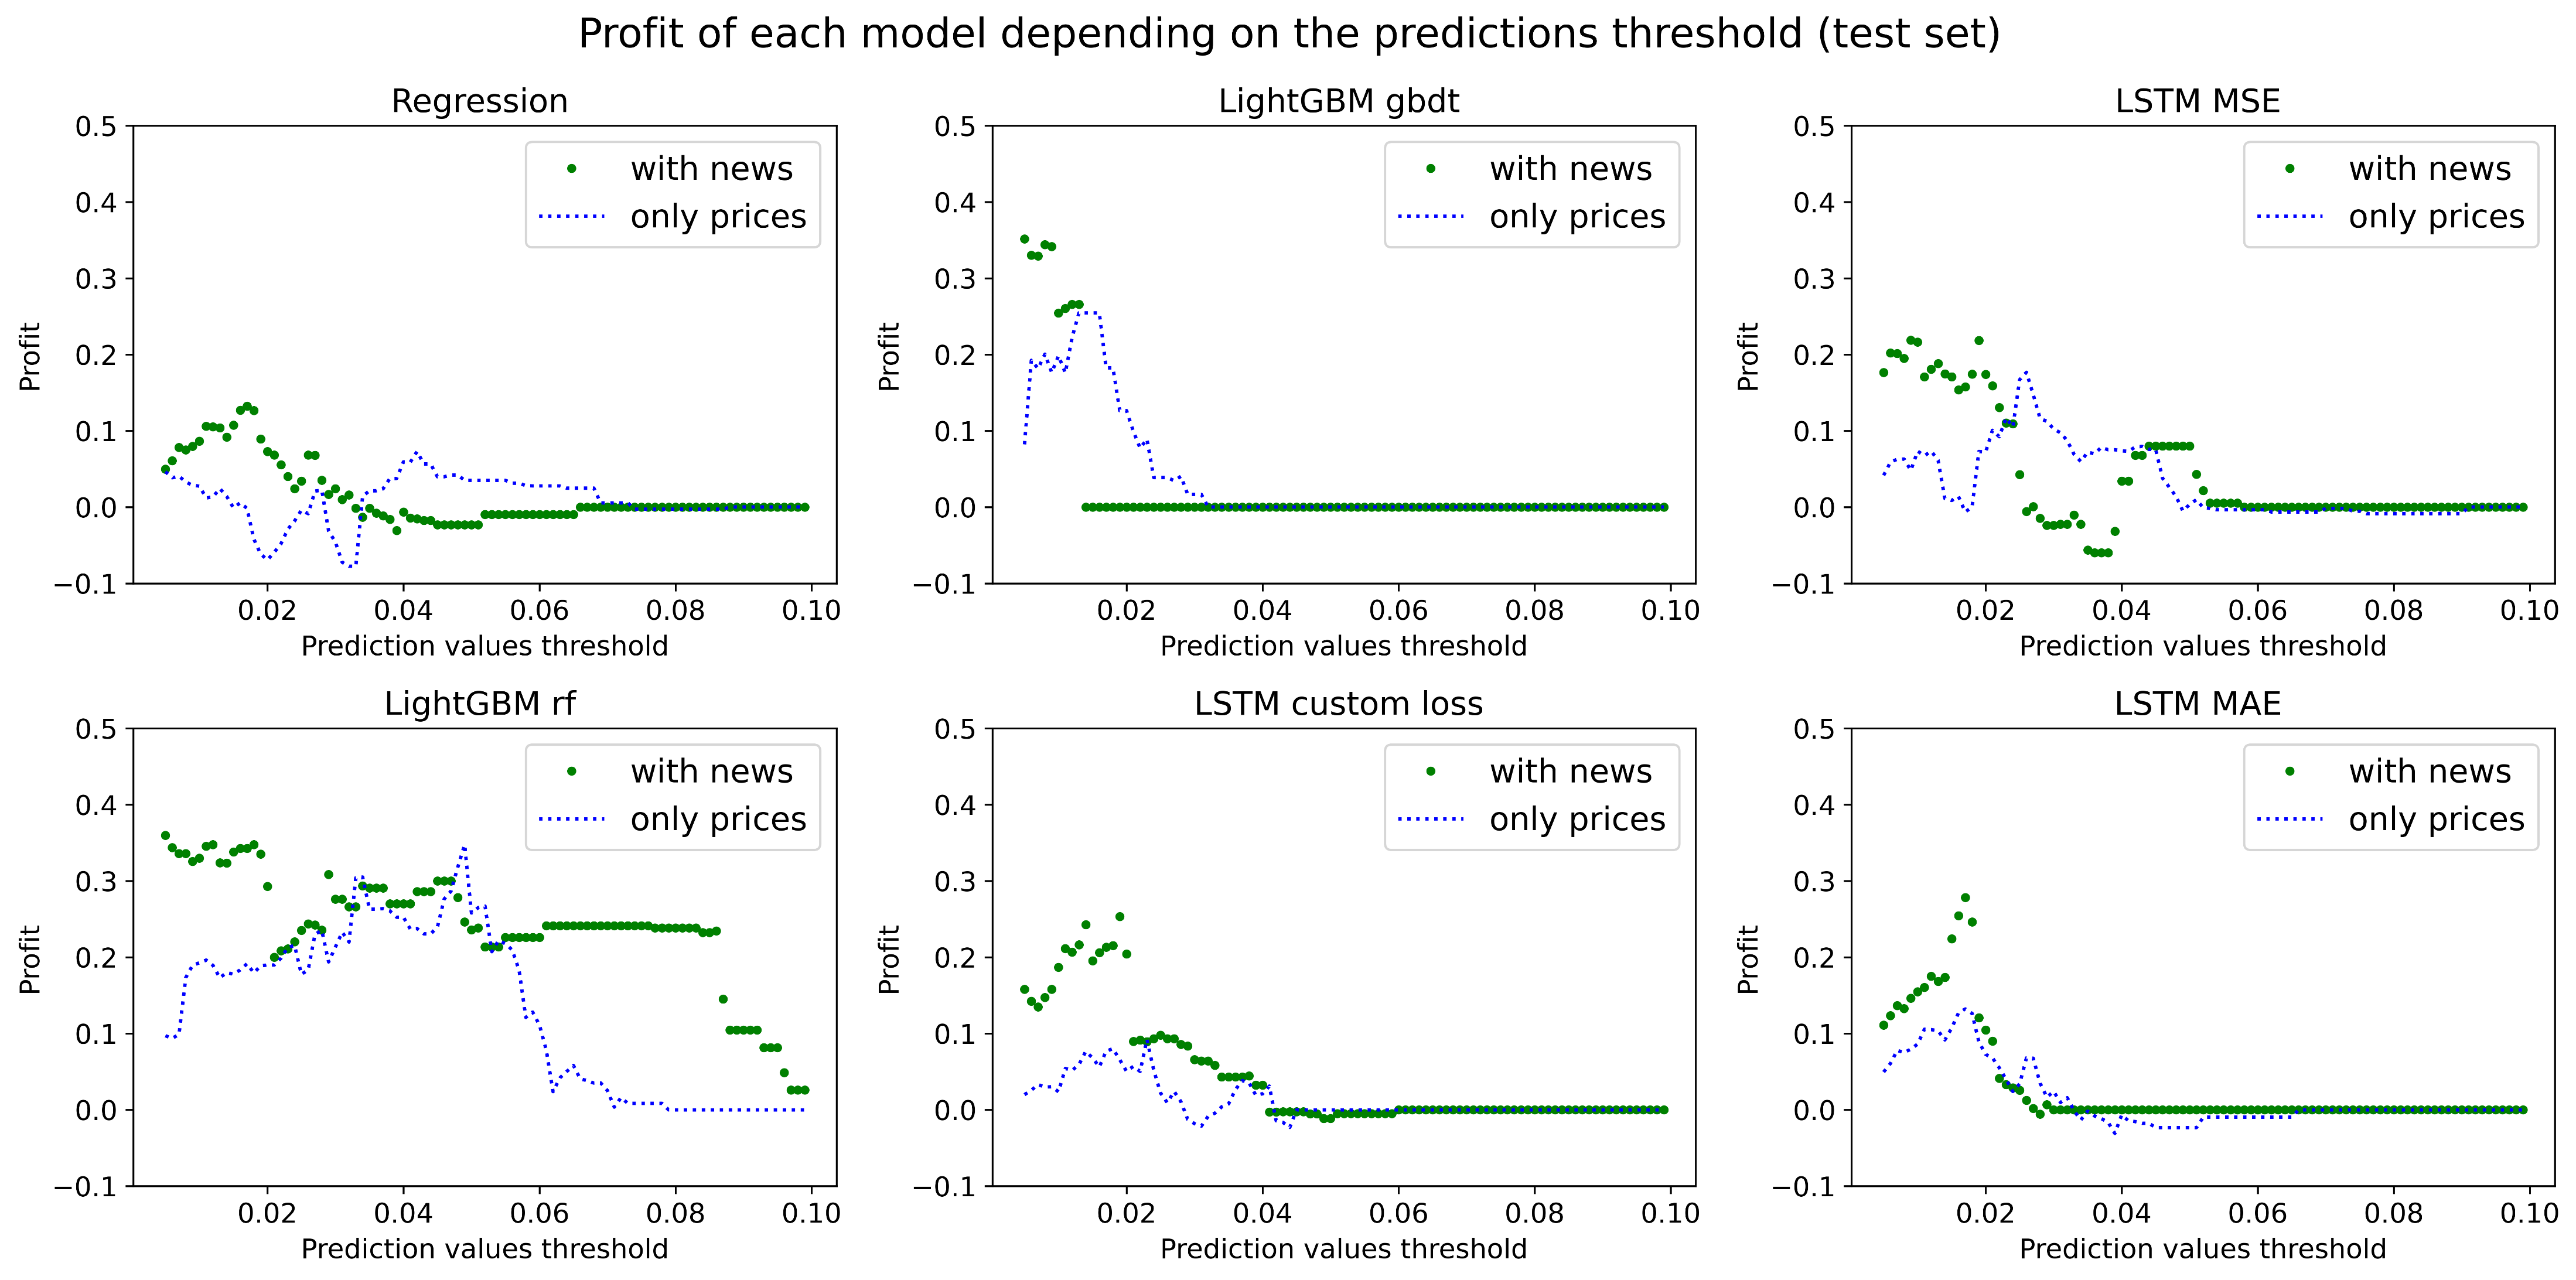 Profit of each model depending on the predictions threshold (test set)
Regression
0.5
0.4
0.3
0.2
0.1
0.0
−0.1
Profit
with news
only prices
0.02 0.04 0.06 0.08 0.10
Prediction values threshold
LightGBM gbdt
0.5
0.4
0.3
0.2
0.1
0.0
−0.1
Profit
with news
only prices
0.02 0.04 0.06 0.08 0.10
Prediction values threshold
LSTM MSE
0.5
0.4
0.3
0.2
0.1
0.0
−0.1
Profit
with news
only prices
0.02 0.04 0.06 0.08 0.10
Prediction values threshold
LightGBM rf
0.5
0.4
0.3
0.2
0.1
0.0
−0.1
Profit
with news
only prices
0.02 0.04 0.06 0.08 0.10
Prediction values threshold
LSTM custom loss
0.5
0.4
0.3
0.2
0.1
0.0
−0.1
Profit
with news
only prices
0.02 0.04 0.06 0.08 0.10
Prediction values threshold
LSTM MAE
0.5
0.4
0.3
0.2
0.1
0.0
−0.1
Profit
with news
only prices
0.02 0.04 0.06 0.08 0.10
Prediction values threshold